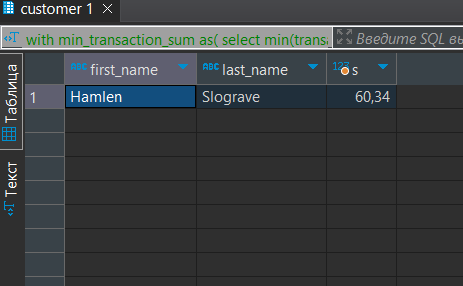 customer 1
with min_transaction_sum as( select min(trans
Введите SQL
Таблица
Текст
first_name last_name 123 s
1 Hamlen Slograve 60,34